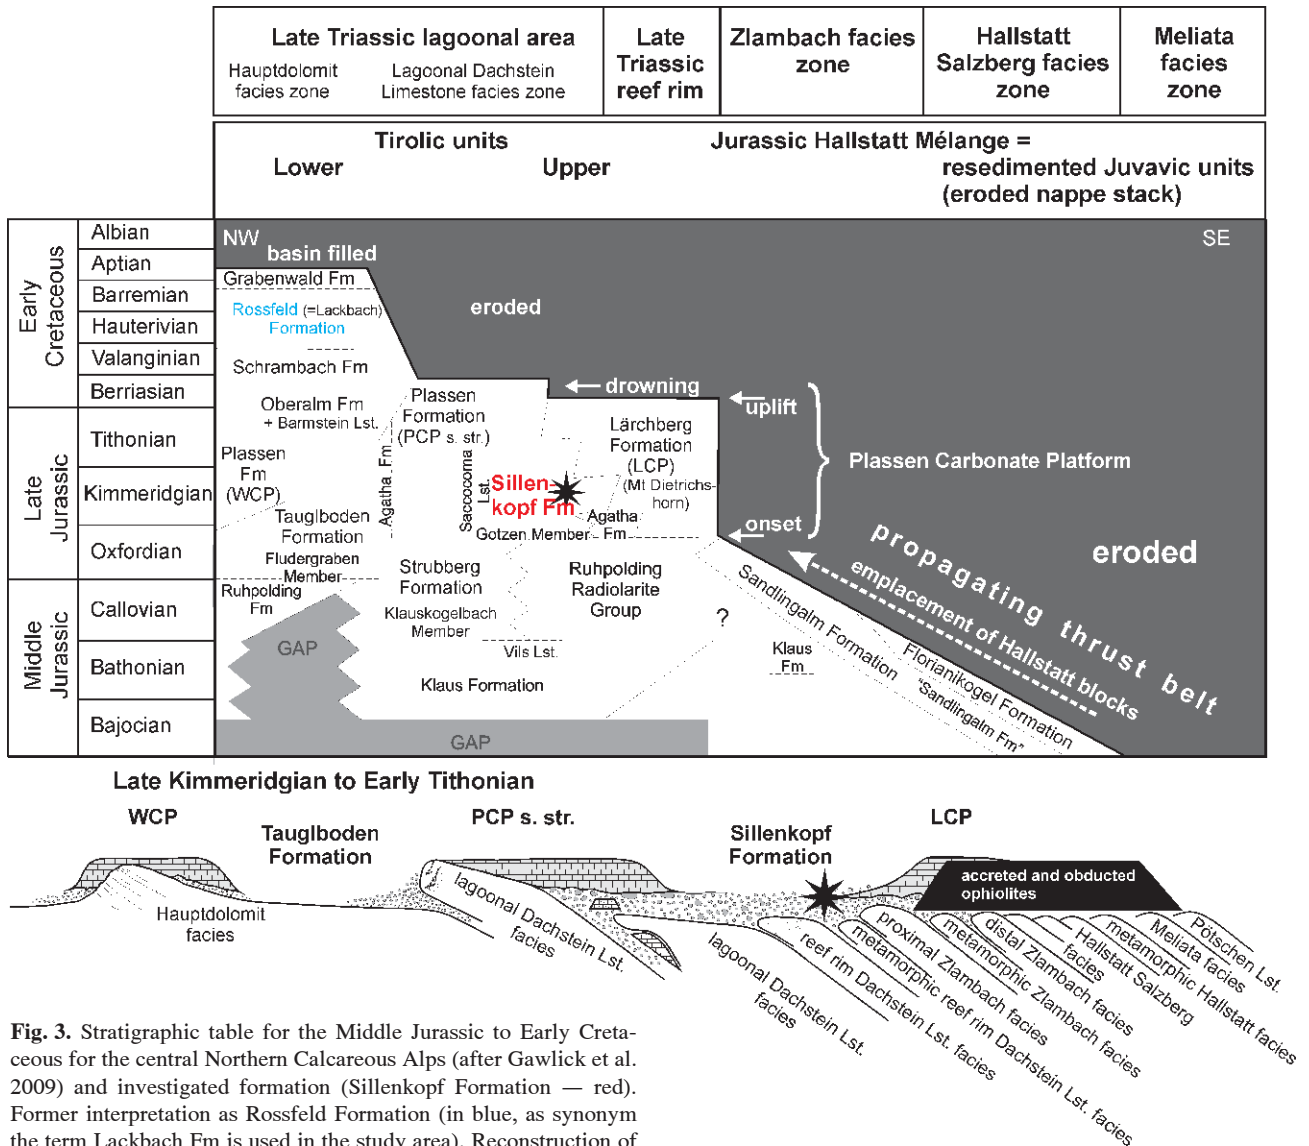 Late Triassic lagoonal area
Hauptdolomit
facies zone
Lagoonal Dachstein
Limestone facies zone
Late
Triassic
reef rim
Zlambach facies
zone
Hallstatt
Salzberg facies
zone
Meliata
facies
zone
Tirolic units
Lower
Upper
Jurassic Hallstatt Mélange =
resedimented Juvavic units
(eroded nappe stack)
Early
Cretaceous
Albian
Aptian
Barremian
Hauterivian
Valanginian
Berriasian
Late
Jurassic
Tithonian
Kimmeridgian
Oxfordian
Middle
Jurassic
Callovian
Bathonian
Bajocian
NW
SE
basin filled
Grabenwald Fm
Rossfeld (=Lackbach)
Formation
eroded
Schrambach Fm
Oberalm Fm
+ Barmstein Lst.
Plassen
Formation
(PCP s. str.)
drowning
uplift
Plassen
Fm
(WCP)
Agatha Fm
Saccocoma
Lst.
Sillen-
kopf Fm
Lärchberg
Formation
(LCP)
(Mt Dietrichs-
horn)
Plassen Carbonate Platform
Tauglboden
Formation
Gotzen Member
Agatha
Fm
onset
Fludergraben
Member
Ruhpolding
Fm
Strubberg
Formation
Klauskogelbach
Member
Ruhpolding
Radiolarite
Group
Vils Lst.
Klaus Formation
GAP
GAP
?
Klaus
Fm
Sandlingalm Formation
Florianikogel Formation
"Sandlingalm Fm"
emplacement of Hallstatt blocks
propagating thrust belt
eroded
Late Kimmeridgian to Early Tithonian
WCP
Tauglboden
Formation
PCP s. str.
Sillenkopf
Formation
LCP
Hauptdolomit
facies
lagoonal Dachstein Lst.
facies
accreted and obducted
ophiolites
lagoonal Dachstein Lst.
facies
reef rim Dachstein Lst. facies
metamorphic reef rim Dachstein Lst. facies
proximal Zlambach facies
metamorphic Zlambach facies
distal Zlambach facies
Hallstatt Salzberg
facies
metamorphic Hallstatt facies
Meliata facies
Pötschen Lst.
Fig. 3. Stratigraphic table for the Middle Jurassic to Early Creta-
ceous for the central Northern Calcareous Alps (after Gawlick et al.
2009) and investigated formation (Sillenkopf Formation — red).
Former interpretation as Rossfeld Formation (in blue, as synonym
the term Lackbach Fm is used in the study area). Reconstruction of